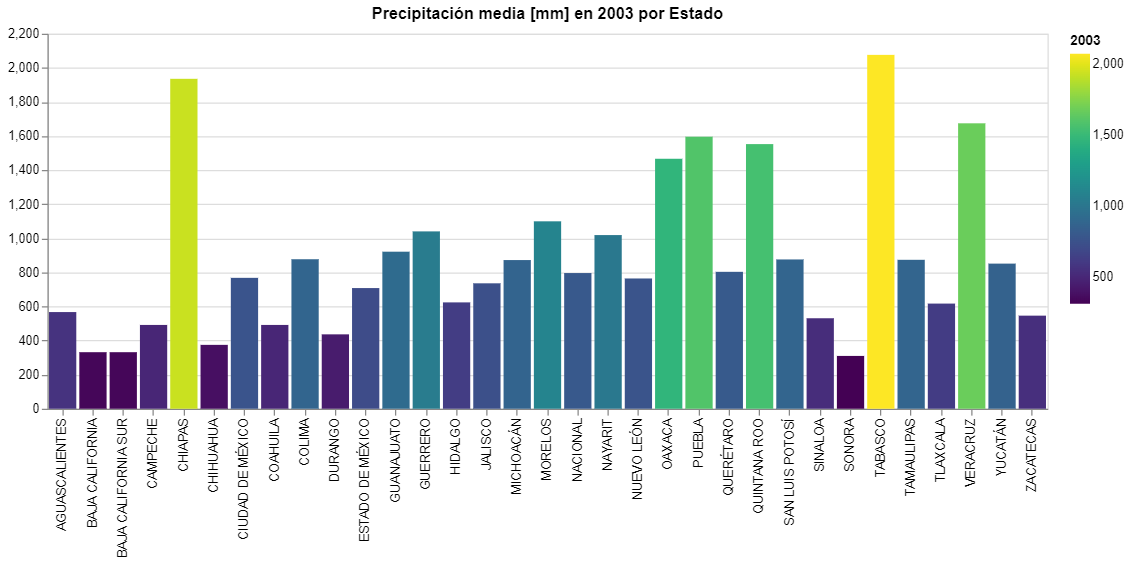 Precipitación media [mm] en 2003 por Estado
2003
2,200
2,000
1,800
1,600
1,400
1,200
1,000
800
600
400
200
0
2,000
1,500
1,000
500
AGUASCALIENTES
BAJA CALIFORNIA
BAJA CALIFORNIA SUR
CAMPECHE
CHIAPAS
CHIHUAHUA
CIUDAD DE MÉXICO
COAHUILA
COLIMA
DURANGO
ESTADO DE MÉXICO
GUANAJUATO
GUERRERO
HIDALGO
JALISCO
MICHOACÁN
MORELOS
NACIONAL
NAYARIT
NUEVO LEÓN
OAXACA
PUEBLA
QUERÉTARO
QUINTANA ROO
SAN LUIS POTOSÍ
SINALOA
SONORA
TABASCO
TAMAULIPAS
TLAXCALA
VERACRUZ
YUCATÁN
ZACATECAS